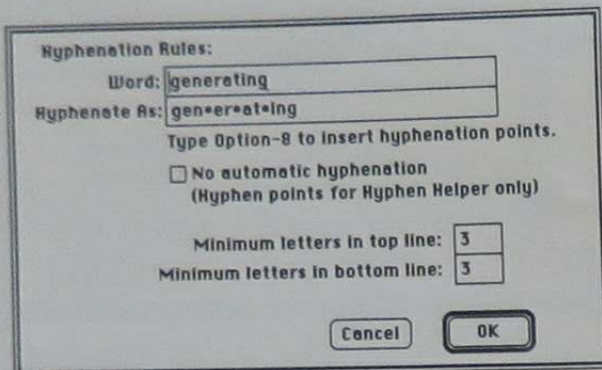 Hyphenation Rules:
Word: generating
Hyphenate As: gen•er•at•ing
Type Option-8 to insert hyphenation points.
No automatic hyphenation
(Hyphen points for Hyphen Helper only)
Minimum letters in top line: 3
Minimum letters in bottom line: 3
Cancel OK